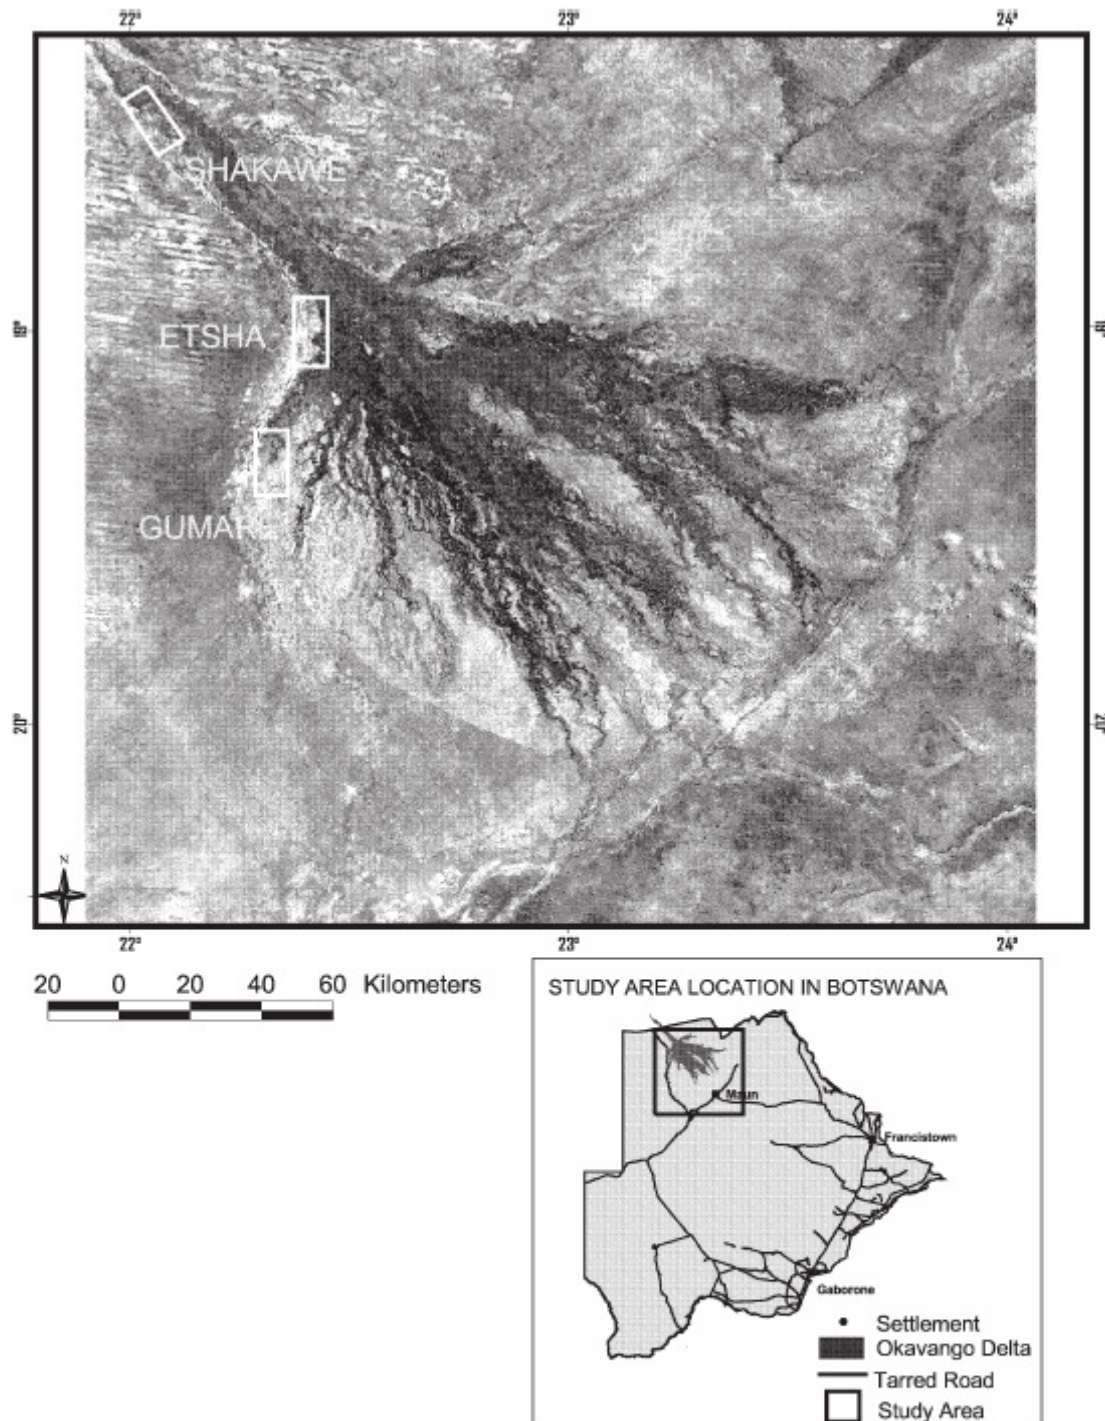 22° 23° 24°
SHAKAWE
19° ETSHA 19°
GUMARE
20° 20°
N
22° 23° 24°
20 0 20 40 60 Kilometers
STUDY AREA LOCATION IN BOTSWANA
Maun
Francistown
Gaborone
Settlement
Okavango Delta
Tarred Road
Study Area